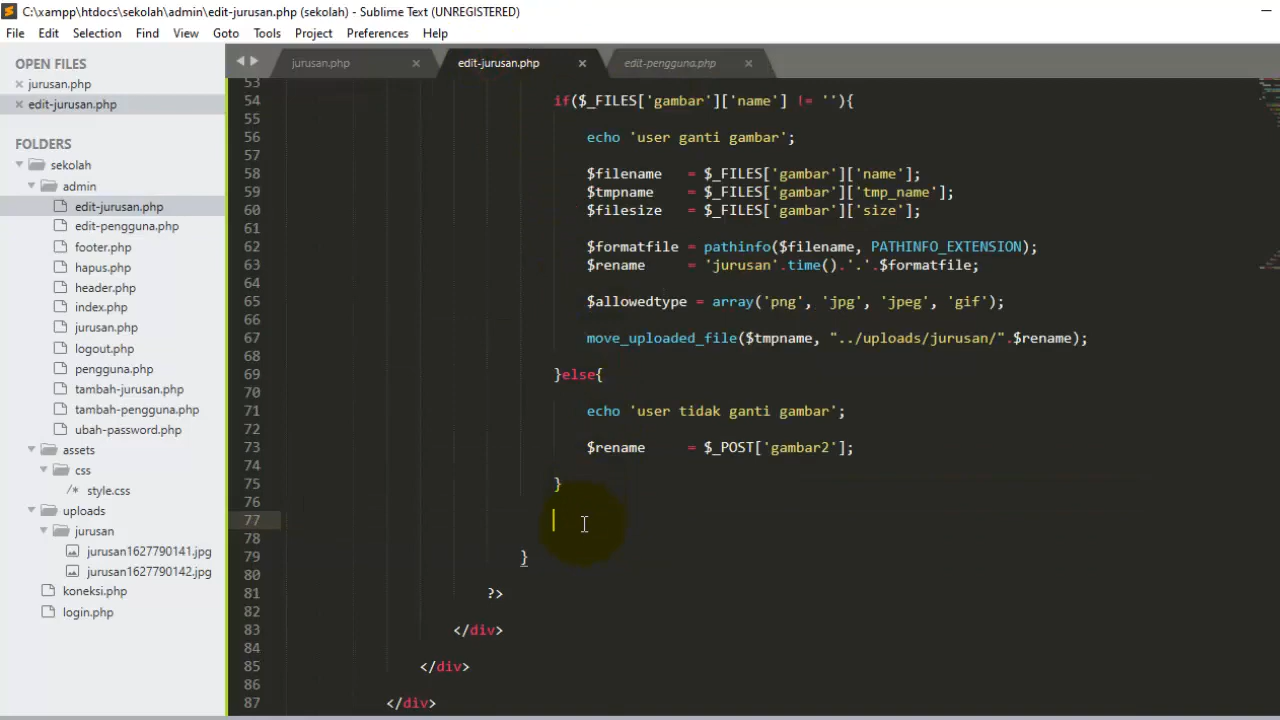 C:\xampp\htdocs\sekolah\admin\edit-jurusan.php (sekolah) - Sublime Text (UNREGISTERED)
File Edit Selection Find View Goto Tools Project Preferences Help
OPEN FILES
jurusan.php
edit-jurusan.php
FOLDERS
sekolah
admin
edit-jurusan.php
edit-pengguna.php
footer.php
hapus.php
header.php
index.php
jurusan.php
logout.php
pengguna.php
tambah-jurusan.php
tambah-pengguna.php
ubah-password.php
assets
css
/* style.css
uploads
jurusan
jurusan1627790141.jpg
jurusan1627790142.jpg
koneksi.php
login.php
jurusan.php edit-jurusan.php edit-pengguna.php
53
54 if($_FILES['gambar']['name'] != ''){
55
56 echo 'user ganti gambar';
57
58 $filename = $_FILES['gambar']['name'];
59 $tmpname = $_FILES['gambar']['tmp_name'];
60 $filesize = $_FILES['gambar']['size'];
61
62 $formatfile = pathinfo($filename, PATHINFO_EXTENSION);
63 $rename = 'jurusan'.time().'.'.$formatfile;
64
65 $allowedtype = array('png', 'jpg', 'jpeg', 'gif');
66
67 move_uploaded_file($tmpname, "../uploads/jurusan/".$rename);
68
69 }else{
70
71 echo 'user tidak ganti gambar';
72
73 $rename = $_POST['gambar2'];
74
75 }
76
77
78
79 }
80
81 ?>
82
83 </div>
84
85 </div>
86
87 </div>